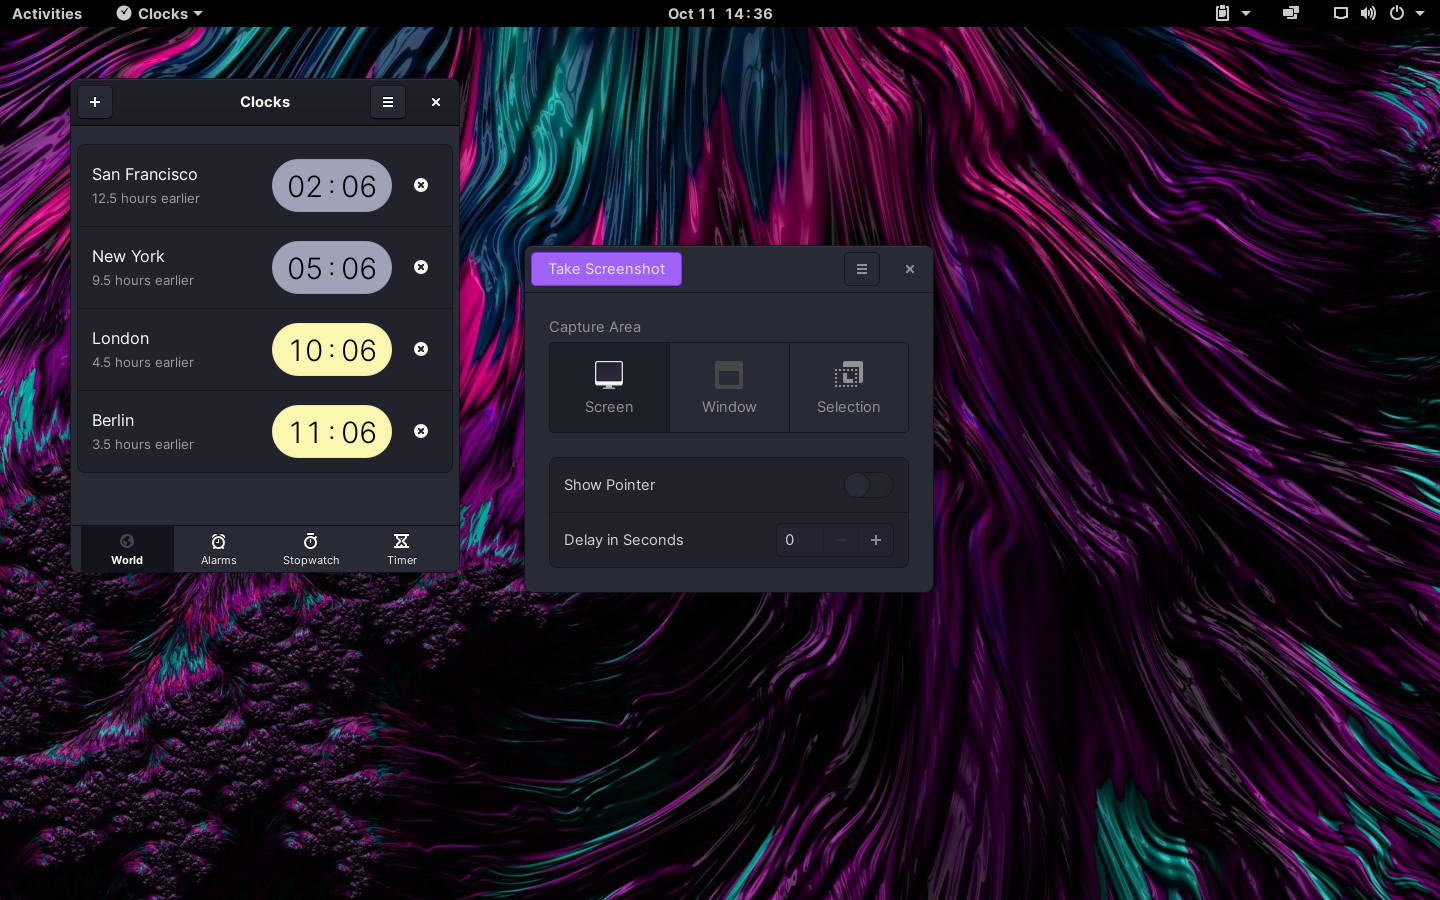 Activities
Clocks
Oct 11 14:36
Clocks
San Francisco
12.5 hours earlier
02:06
New York
9.5 hours earlier
05:06
London
4.5 hours earlier
10:06
Berlin
3.5 hours earlier
11:06
World
Alarms
Stopwatch
Timer
Take Screenshot
Capture Area
Screen
Window
Selection
Show Pointer
Delay in Seconds
0